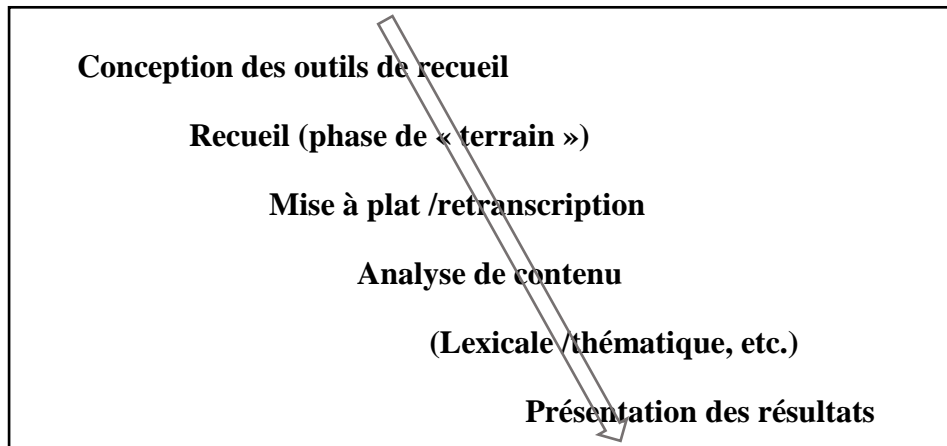 Conception des outils de recueil
Recueil (phase de « terrain »)
Mise à plat /retranscription
Analyse de contenu
(Lexicale /thématique, etc.)
Présentation des résultats